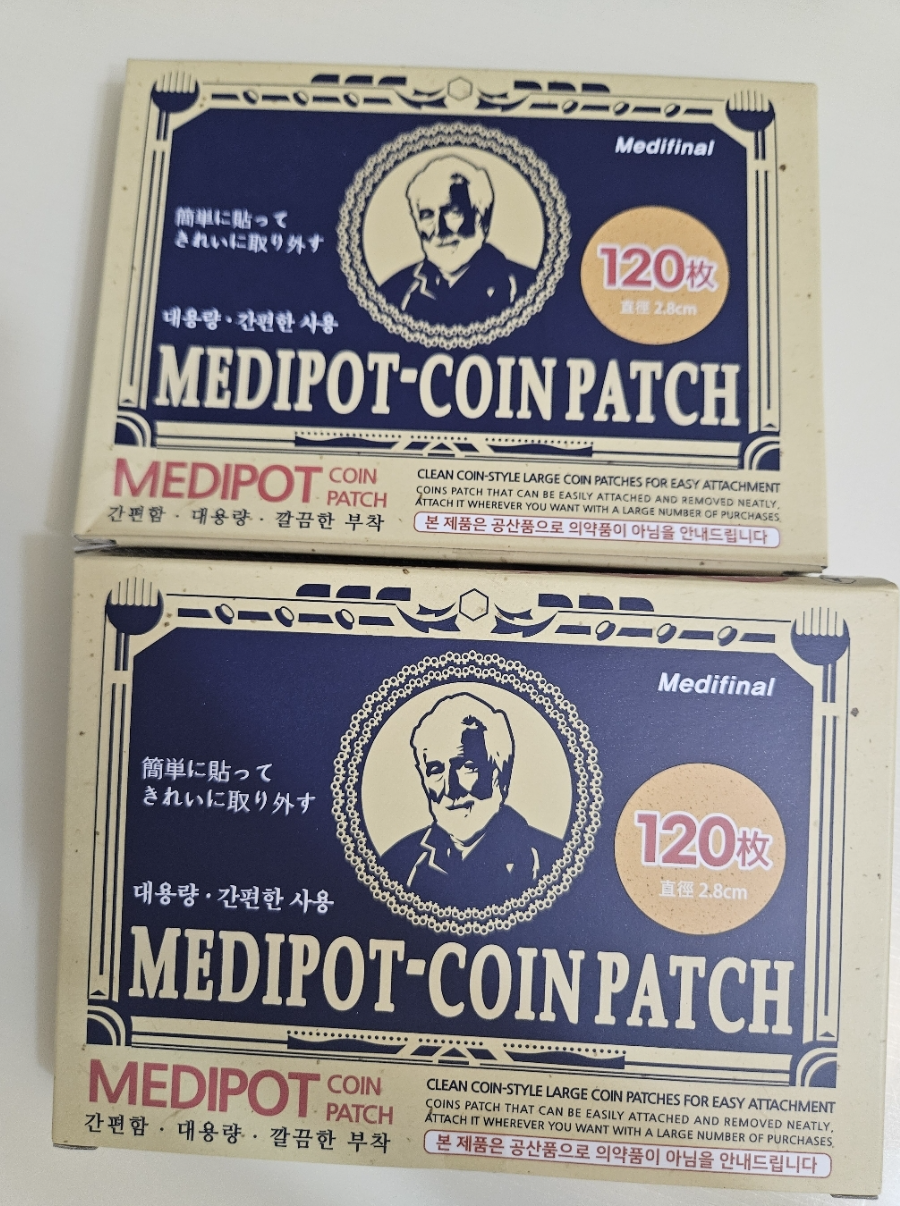 Medifinal
簡単に貼って
きれいに取り外す
120枚
直徑 2.8cm
대용량·간편한 사용
MEDIPOT-COIN PATCH
MEDIPOT COIN PATCH
간편함 · 대용량 · 깔끔한 부착
CLEAN COIN-STYLE LARGE COIN PATCHES FOR EASY ATTACHMENT
COINS PATCH THAT CAN BE EASILY ATTACHED AND REMOVED NEATLY,
ATTACH IT WHEREVER YOU WANT WITH A LARGE NUMBER OF PURCHASES.
본 제품은 공산품으로 의약품이 아님을 안내드립니다
Medifinal
簡単に貼って
きれいに取り外す
120枚
直徑 2.8cm
대용량·간편한 사용
MEDIPOT-COIN PATCH
MEDIPOT COIN PATCH
간편함 · 대용량 · 깔끔한 부착
CLEAN COIN-STYLE LARGE COIN PATCHES FOR EASY ATTACHMENT
COINS PATCH THAT CAN BE EASILY ATTACHED AND REMOVED NEATLY,
ATTACH IT WHEREVER YOU WANT WITH A LARGE NUMBER OF PURCHASES.
본 제품은 공산품으로 의약품이 아님을 안내드립니다